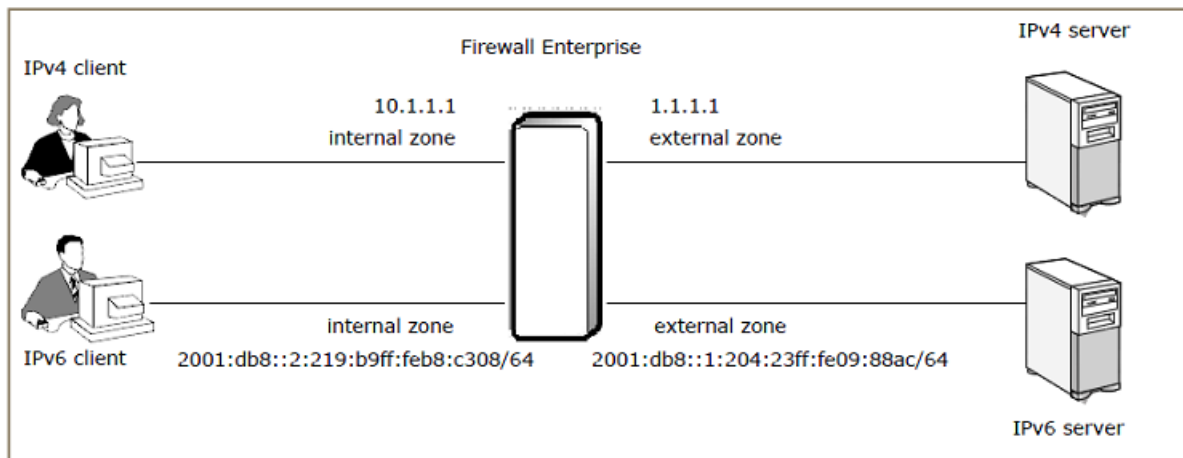 IPv4 server
Firewall Enterprise
IPv4 client
10.1.1.1
1.1.1.1
internal zone
external zone
internal zone
external zone
IPv6 client
2001:db8::2:219:b9ff:feb8:c308/64
2001:db8::1:204:23ff:fe09:88ac/64
IPv6 server